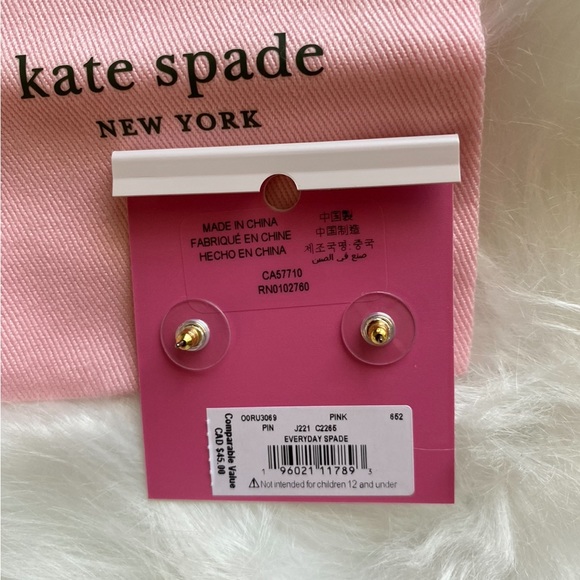 kate spade
NEW YORK
MADE IN CHINA
FABRIQUÉ EN CHINE
HECHO EN CHINA
中国製
中国制造
제조국명:중국
صنع في الصين
CA57710
RN0102760
O0RU3069 PINK 652
PIN J221 C2265
EVERYDAY SPADE
1 96021 11789 3
Not intended for children 12 and under
Comparable Value
CAD $45.00